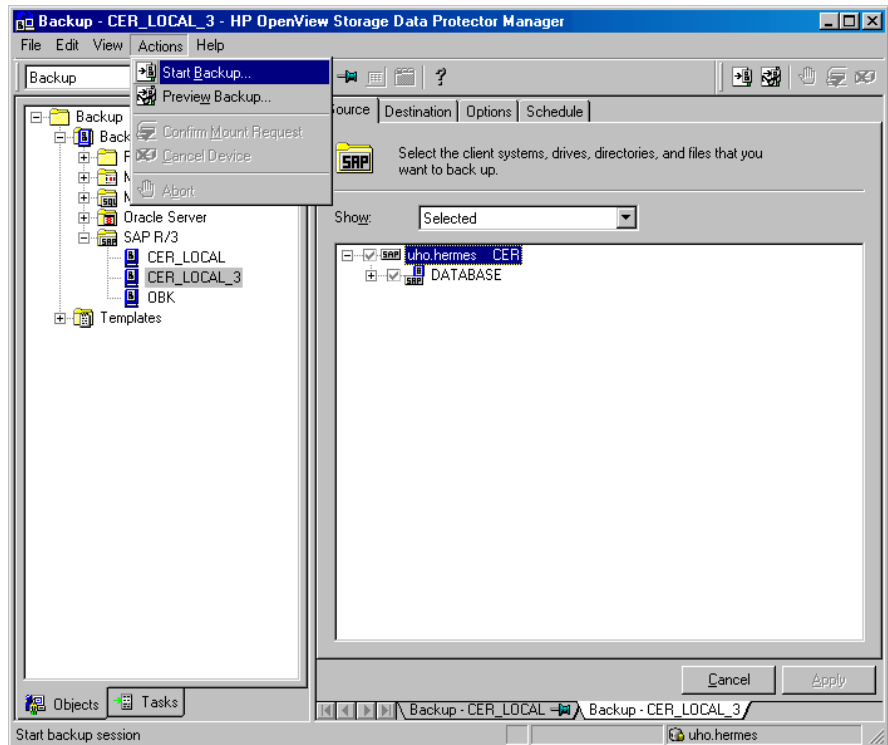 Backup - CER_LOCAL_3 - HP OpenView Storage Data Protector Manager
File Edit View Actions Help
Backup
Start Backup...
Preview Backup...
Confirm Mount Request
Cancel Device
Abort
Source Destination Options Schedule
SAP
Select the client systems, drives, directories, and files that you
want to back up.
Show: Selected
Backup
Back
F
M
M
Oracle Server
SAP R/3
CER_LOCAL
CER_LOCAL_3
OBK
Templates
uho.hermes CER
DATABASE
Cancel Apply
Objects Tasks
Backup - CER_LOCAL Backup - CER_LOCAL_3
Start backup session
uho.hermes